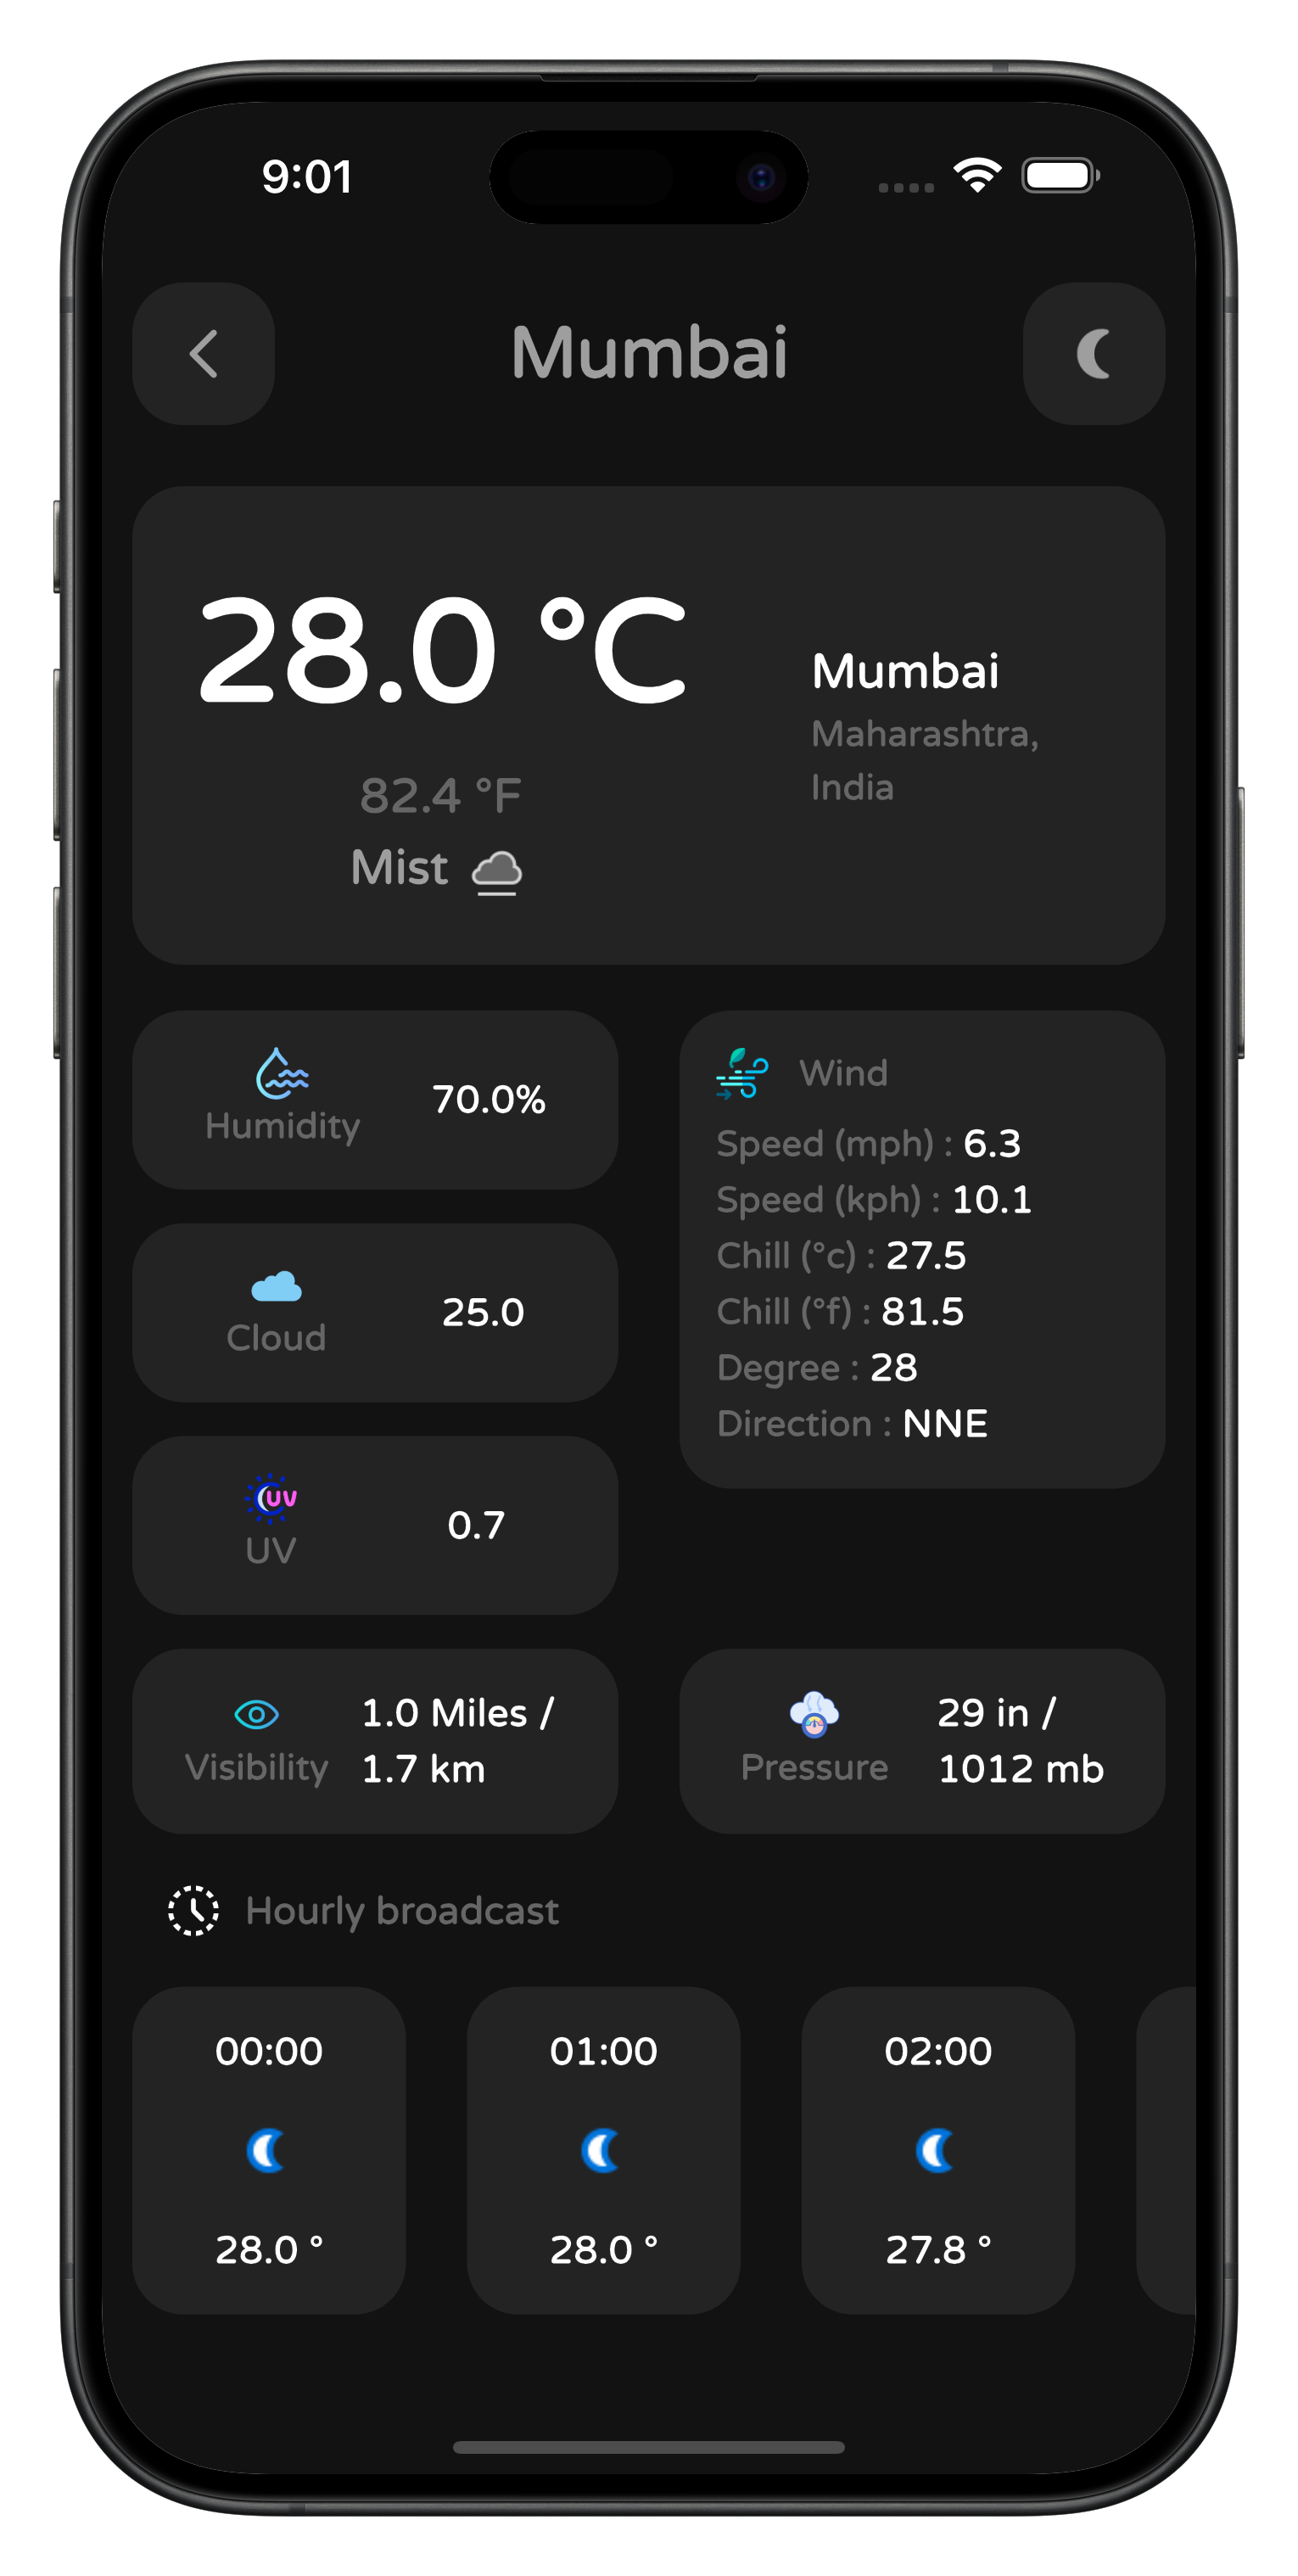 9:01
Mumbai
28.0 °C
82.4 °F
Mist
Mumbai
Maharashtra,
India
Humidity
70.0%
Cloud
25.0
UV
UV
0.7
Wind
Speed (mph) : 6.3
Speed (kph) : 10.1
Chill (°c) : 27.5
Chill (°f) : 81.5
Degree : 28
Direction : NNE
Visibility
1.0 Miles /
1.7 km
Pressure
29 in /
1012 mb
Hourly broadcast
00:00
28.0 °
01:00
28.0 °
02:00
27.8 °